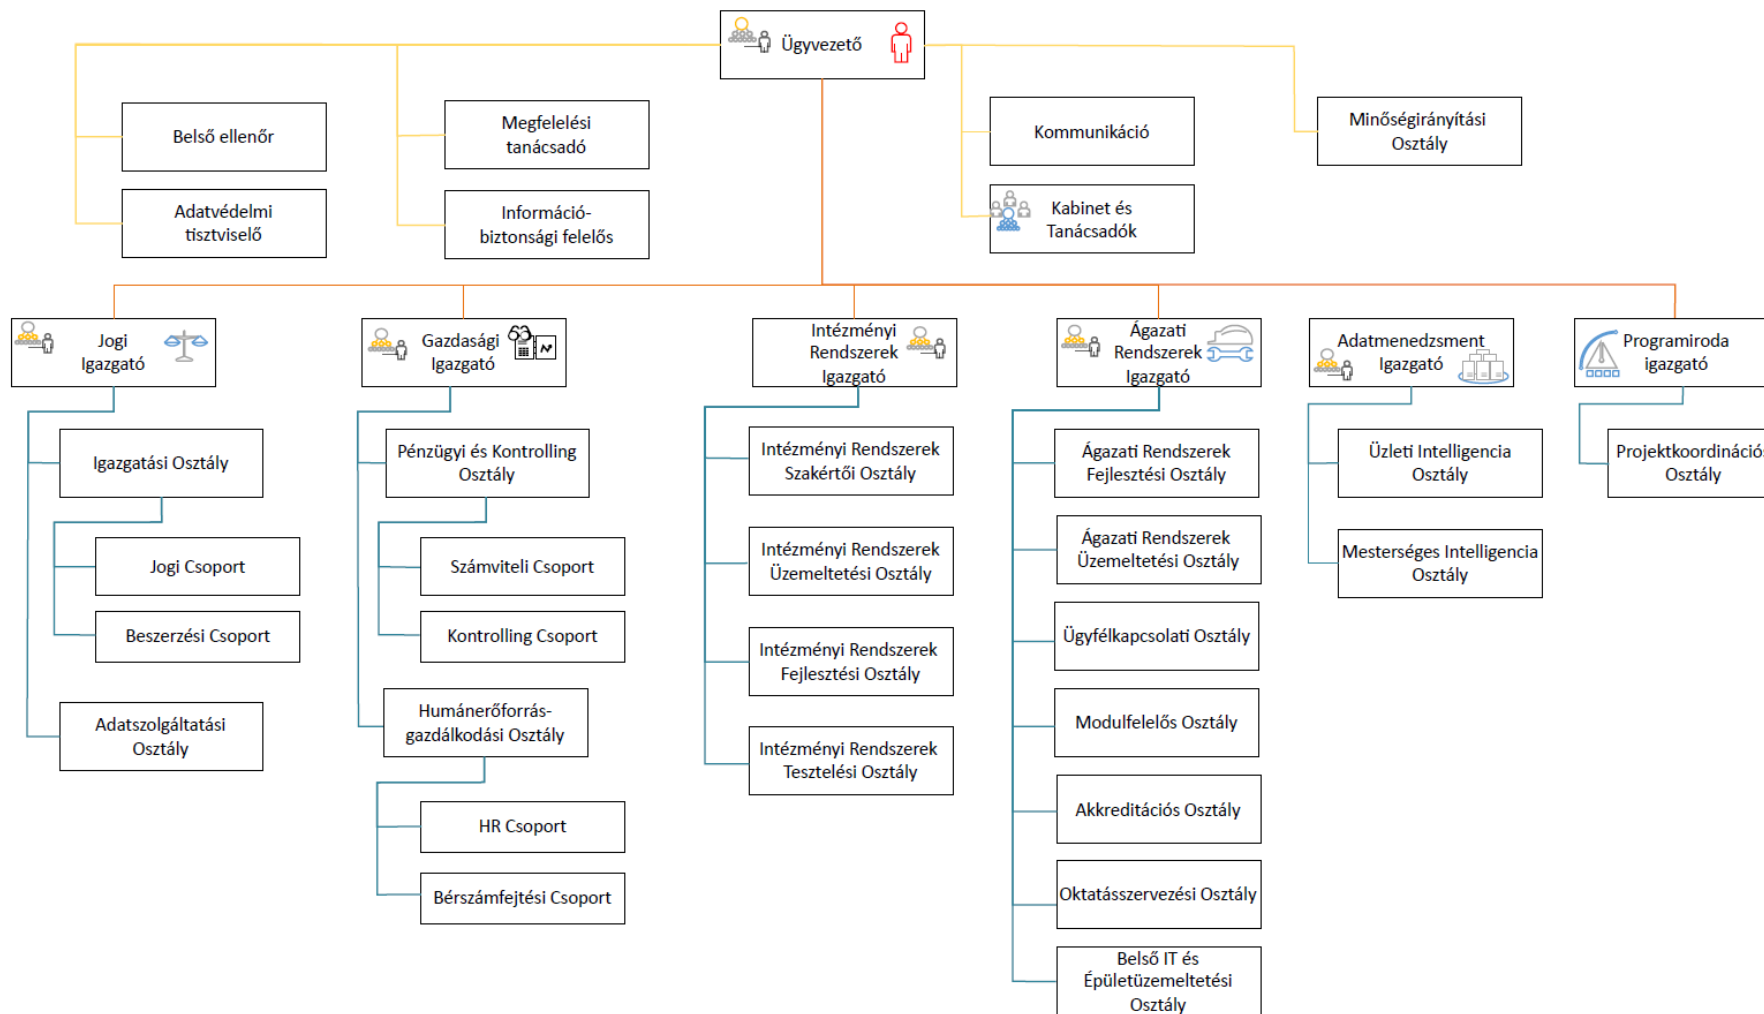 Ügyvezető
Belső ellenőr
Megfelelési
tanácsadó
Kommunikáció
Minőségirányítási
Osztály
Adatvédelmi
tisztviselő
Információ-
biztonsági felelős
Kabinet és
Tanácsadók
Jogi
Igazgató
Gazdasági
Igazgató
Intézményi
Rendszerek
Igazgató
Ágazati
Rendszerek
Igazgató
Adatmenedzsment
Igazgató
Programiroda
igazgató
Igazgatási Osztály
Jogi Csoport
Beszerzési Csoport
Adatszolgáltatási
Osztály
Pénzügyi és Kontrolling
Osztály
Számviteli Csoport
Kontrolling Csoport
Humánerőforrás-
gazdálkodási Osztály
HR Csoport
Bérszámfejtési Csoport
Intézményi Rendszerek
Szakértői Osztály
Intézményi Rendszerek
Üzemeltetési Osztály
Intézményi Rendszerek
Fejlesztési Osztály
Intézményi Rendszerek
Tesztelési Osztály
Ágazati Rendszerek
Fejlesztési Osztály
Ágazati Rendszerek
Üzemeltetési Osztály
Ügyfélkapcsolati Osztály
Modulfelelős Osztály
Akkreditációs Osztály
Oktatásszervezési Osztály
Belső IT és
Épületüzemeltetési
Osztály
Üzleti Intelligencia
Osztály
Mesterséges Intelligencia
Osztály
Projektkoordinációs
Osztály